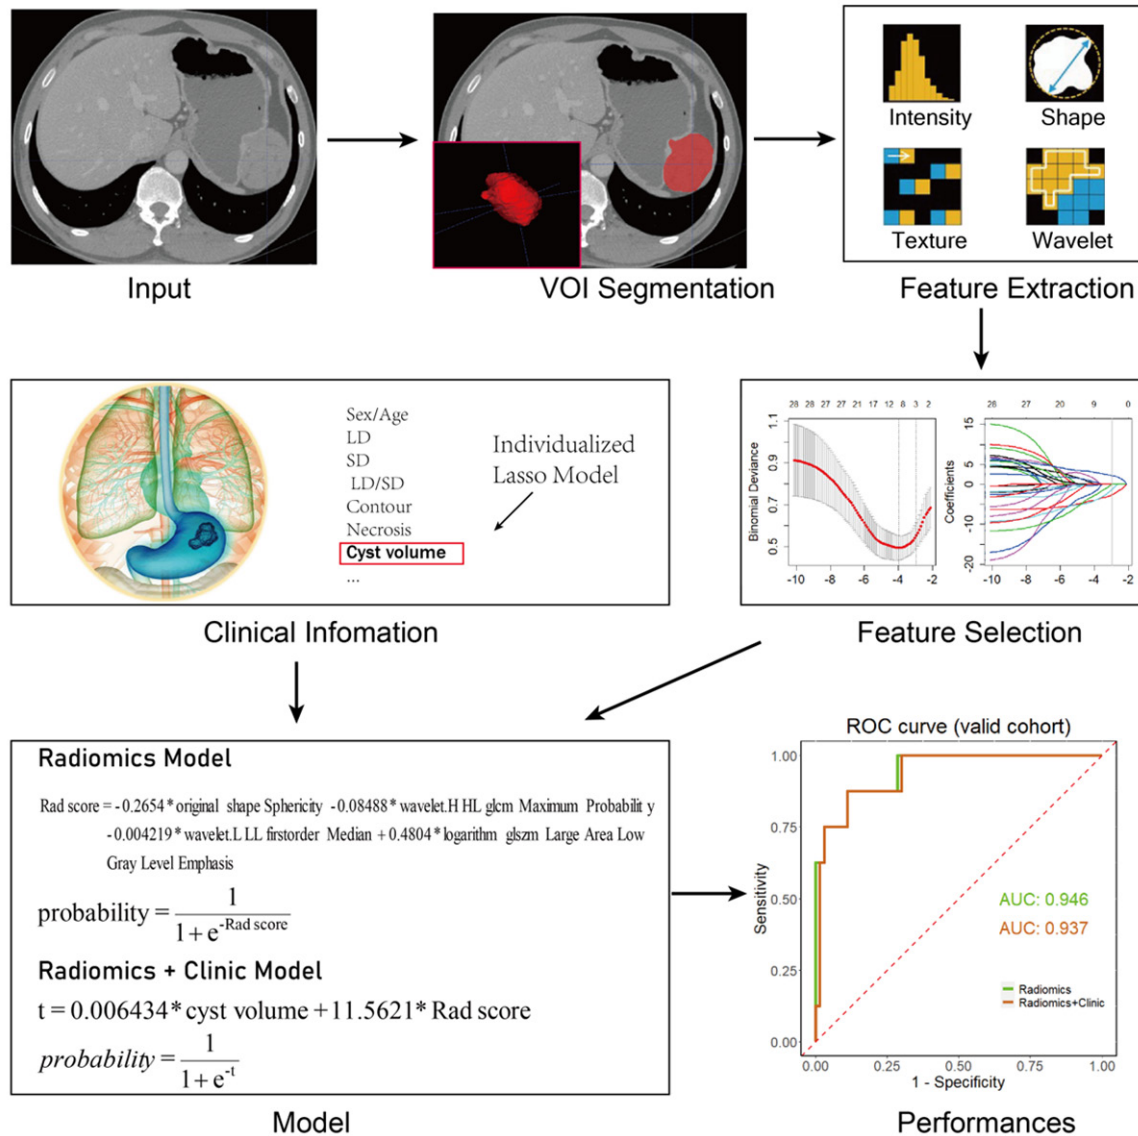 Intensity
Shape
Texture
Wavelet
Input
VOI Segmentation
Feature Extraction
Sex/Age
LD
SD
LD/SD
Contour
Necrosis
Cyst volume
...
Individualized
Lasso Model
Clinical Infomation
28 28 27 27 21 17 12 8 3 2
Binomial Deviance
1.1
0.9
0.7
0.5
-10 -8 -6 -4 -2
28 27 20 9 0
Coefficients
15
5
0
-10
-20
-10 -8 -6 -4 -2
Feature Selection
Radiomics Model
Rad score = -0.2654* original shape Sphericity -0.08488* wavelet.H HL glcm Maximum Probabilit y
-0.004219* wavelet.L LL firstorder Median + 0.4804* logarithm glszm Large Area Low
Gray Level Emphasis
probability = 1
1 + e^-Rad score
Radiomics + Clinic Model
t = 0.006434* cyst volume + 11.5621* Rad score
probability = 1
1 + e^-t
Model
ROC curve (valid cohort)
Sensitivity
1.00
0.75
0.50
0.25
0.00
AUC: 0.946
AUC: 0.937
Radiomics
Radiomics+Clinic
0.00 0.25 0.50 0.75 1.00
1 - Specificity
Performances